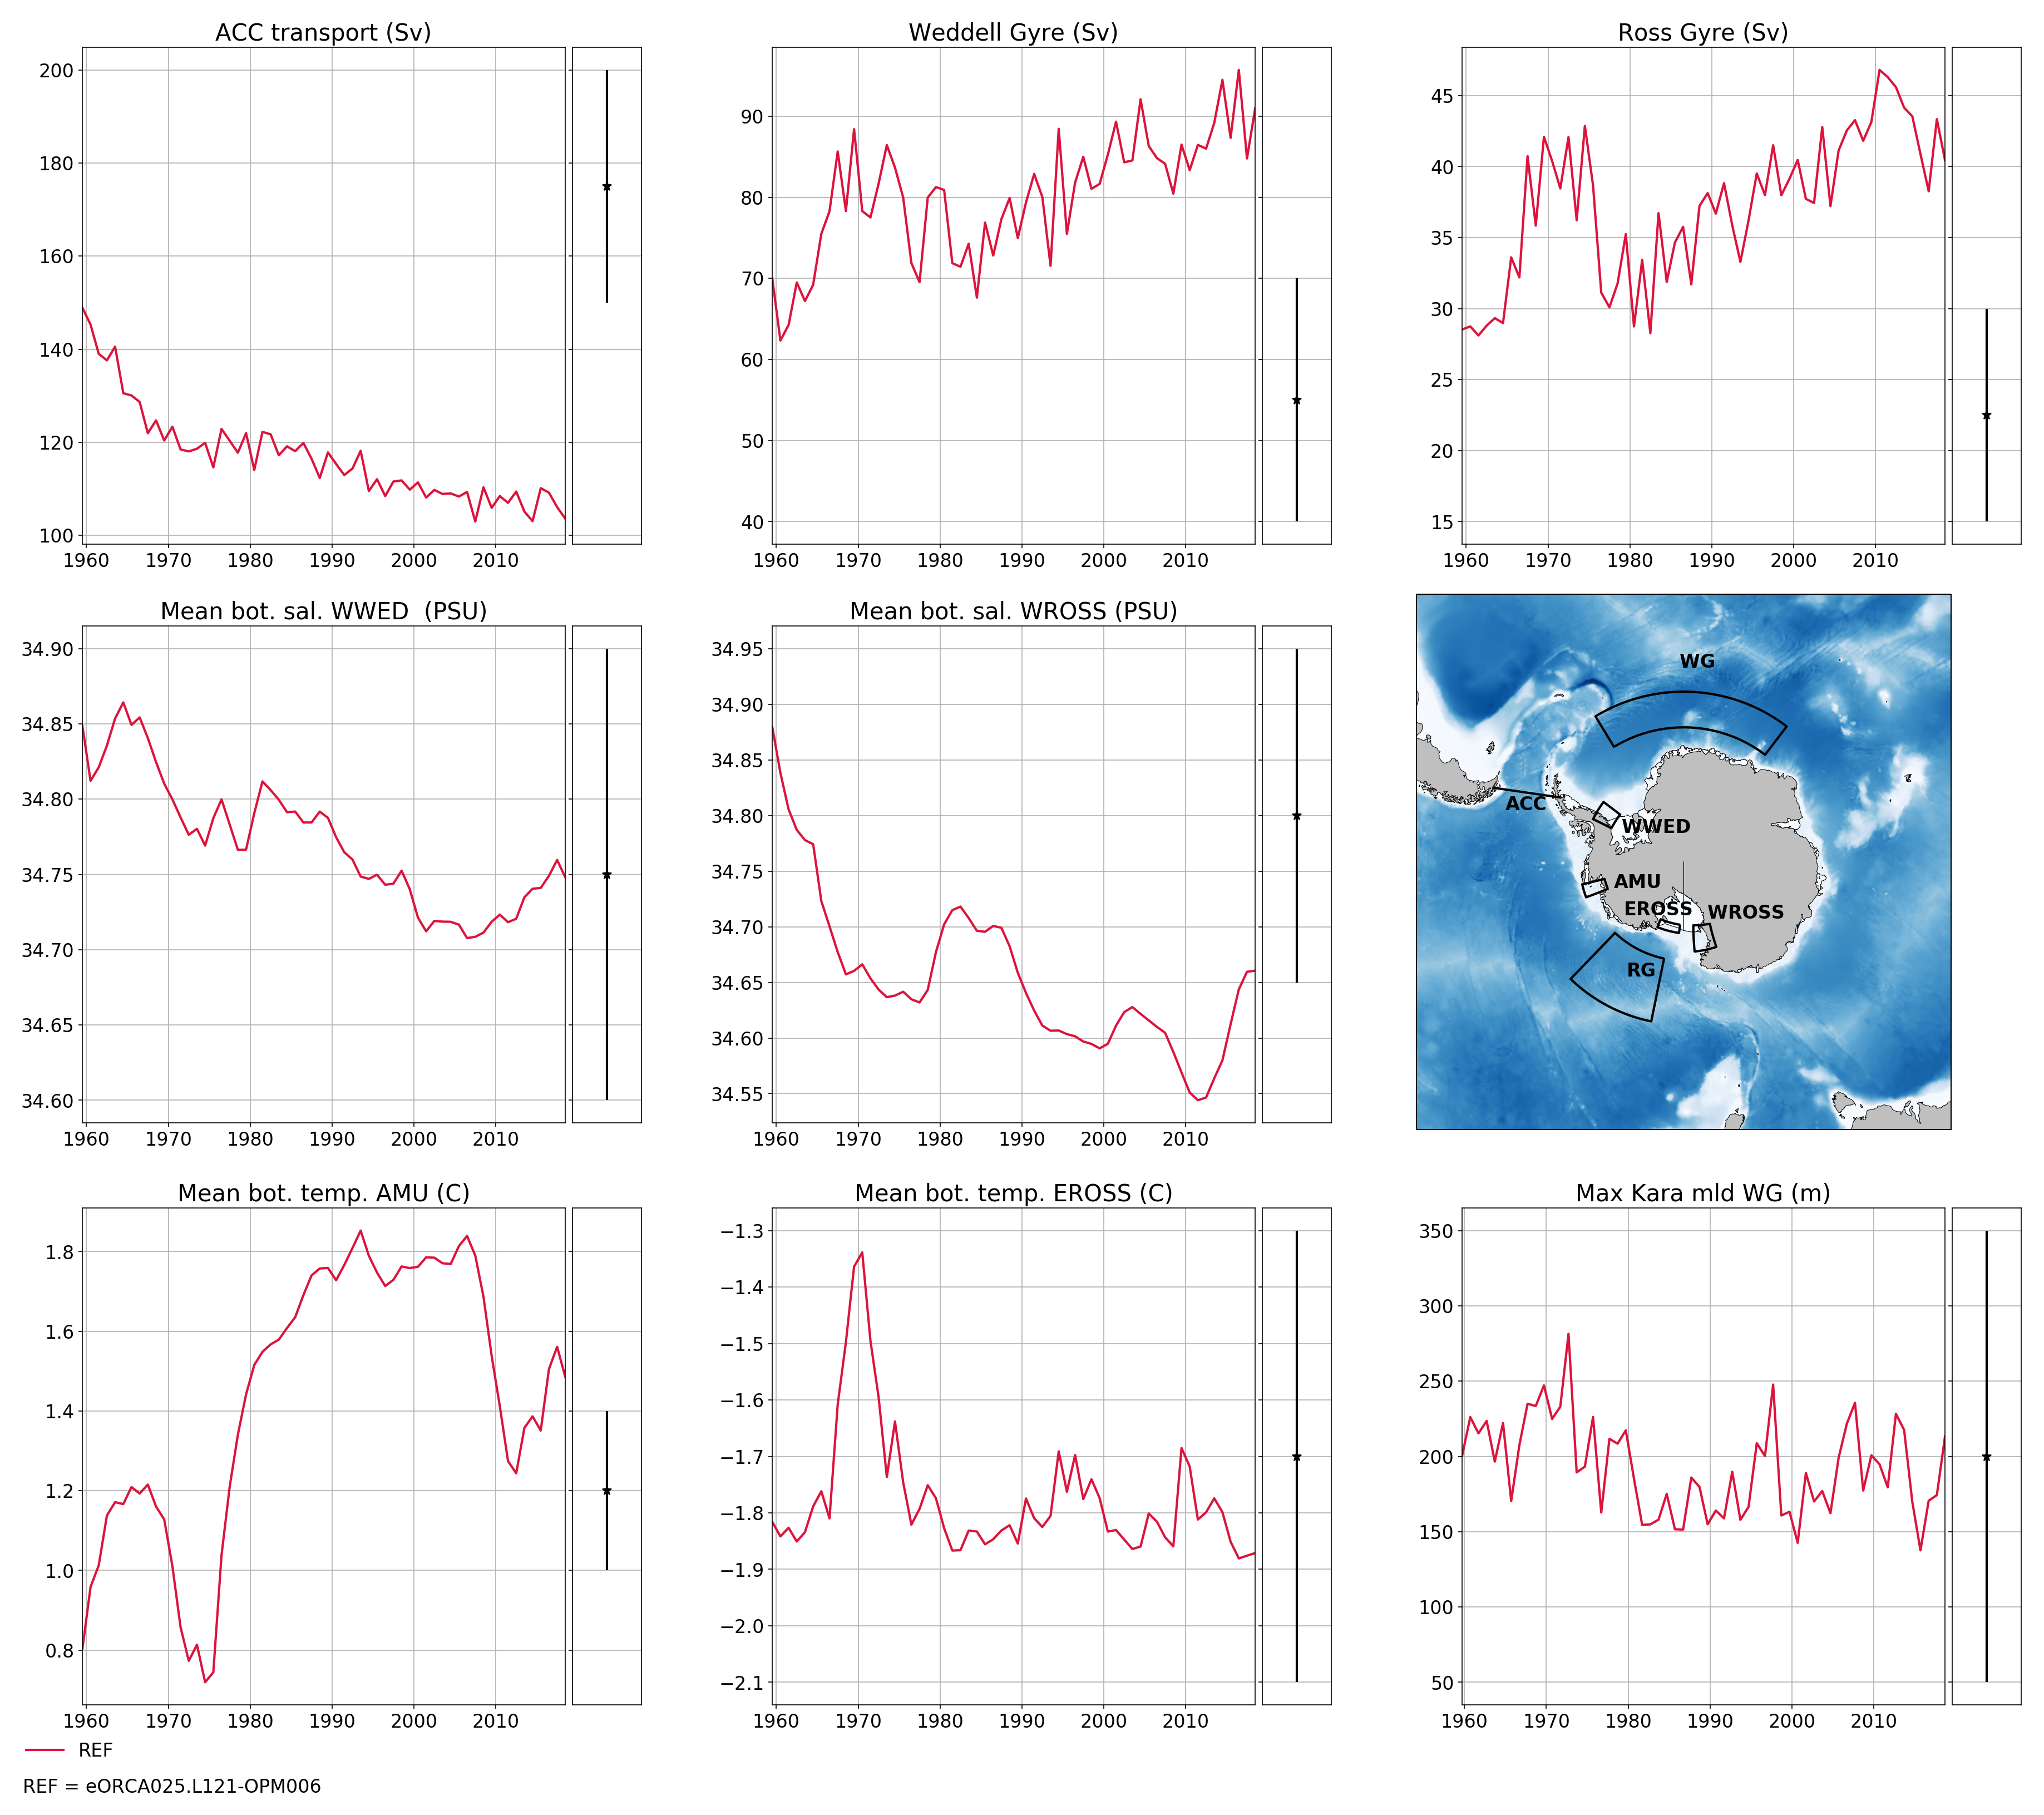 ACC transport (Sv)
200
180
160
140
120
100
1960 1970 1980 1990 2000 2010
Weddell Gyre (Sv)
90
80
70
60
50
40
1960 1970 1980 1990 2000 2010
Ross Gyre (Sv)
45
40
35
30
25
20
15
1960 1970 1980 1990 2000 2010
Mean bot. sal. WWED (PSU)
34.90
34.85
34.80
34.75
34.70
34.65
34.60
1960 1970 1980 1990 2000 2010
Mean bot. sal. WROSS (PSU)
34.95
34.90
34.85
34.80
34.75
34.70
34.65
34.60
34.55
1960 1970 1980 1990 2000 2010
WG
ACC
WWED
AMU
EROSS WROSS
RG
Mean bot. temp. AMU (C)
1.8
1.6
1.4
1.2
1.0
0.8
1960 1970 1980 1990 2000 2010
Mean bot. temp. EROSS (C)
−1.3
−1.4
−1.5
−1.6
−1.7
−1.8
−1.9
−2.0
−2.1
1960 1970 1980 1990 2000 2010
Max Kara mld WG (m)
350
300
250
200
150
100
50
1960 1970 1980 1990 2000 2010
REF
REF = eORCA025.L121-OPM006